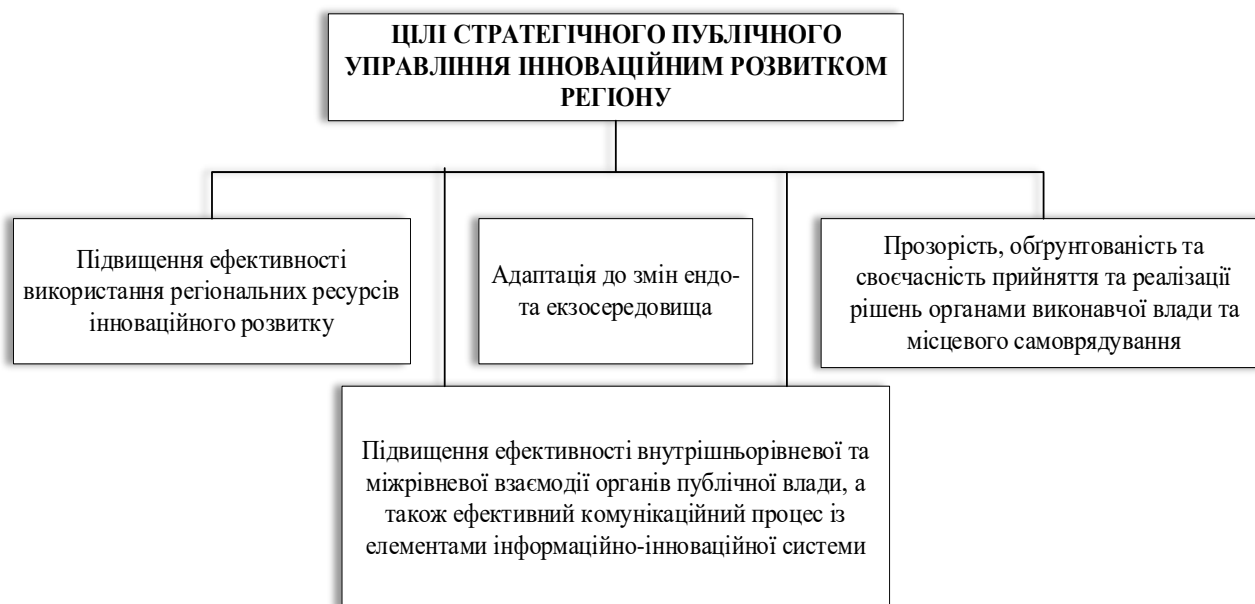 ЦІЛІ СТРАТЕГІЧНОГО ПУБЛІЧНОГО
УПРАВЛІННЯ ІННОВАЦІЙНИМ РОЗВИТКОМ
РЕГІОНУ
Підвищення ефективності
використання регіональних ресурсів
інноваційного розвитку
Адаптація до змін ендо-
та екзосередовища
Прозорість, обґрунтованість та
своєчасність прийняття та реалізації
рішень органами виконавчої влади та
місцевого самоврядування
Підвищення ефективності внутрішньорівневої та
міжрівневої взаємодії органів публічної влади, а
також ефективний комунікаційний процес із
елементами інформаційно-інноваційної системи